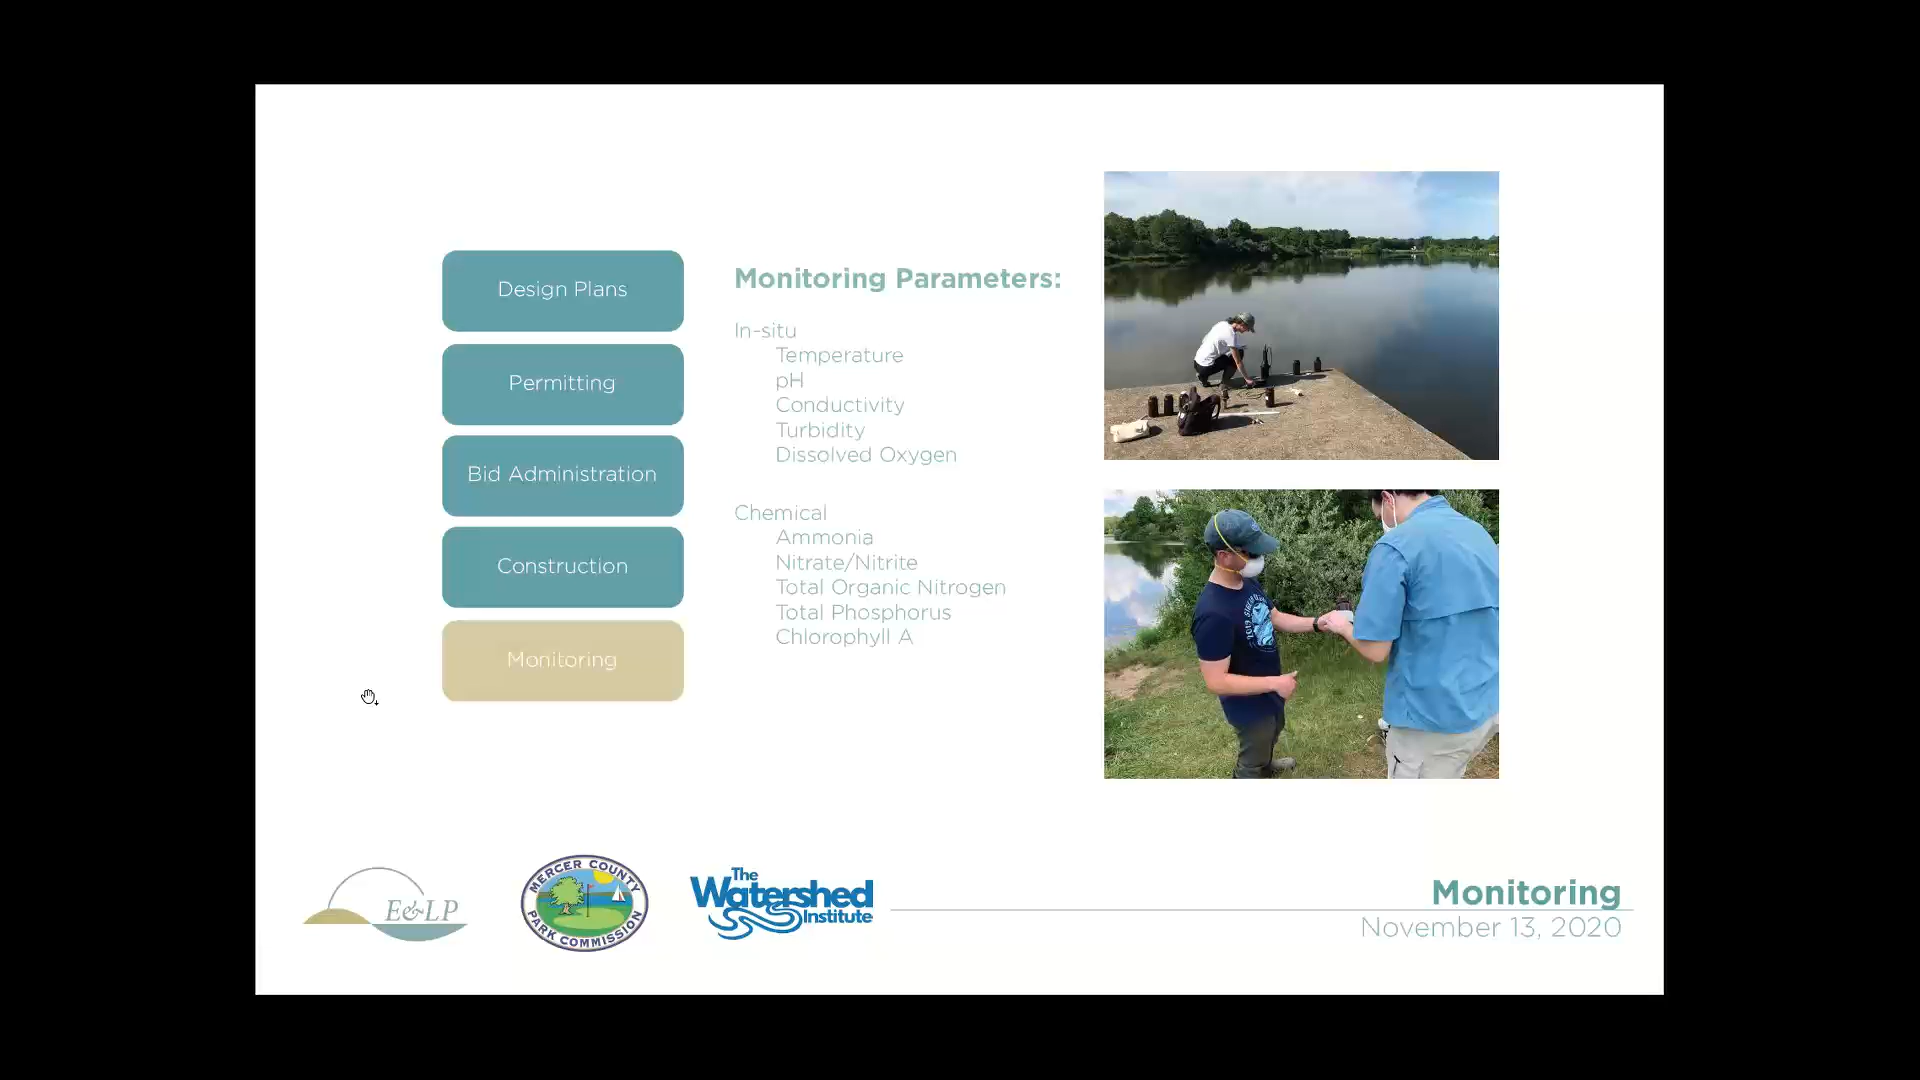 Design Plans
Permitting
Bid Administration
Construction
Monitoring
Monitoring Parameters:
In-situ
Temperature
pH
Conductivity
Turbidity
Dissolved Oxygen
Chemical
Ammonia
Nitrate/Nitrite
Total Organic Nitrogen
Total Phosphorus
Chlorophyll A
E&LP
MERCER COUNTY
PARK COMMISSION
The
Watershed
Institute
Monitoring
November 13, 2020